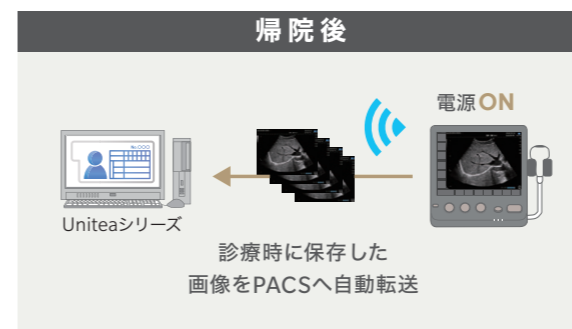 帰院後
電源ON
No.○○○
Uniteaシリーズ
診療時に保存した
画像をPACSへ自動転送